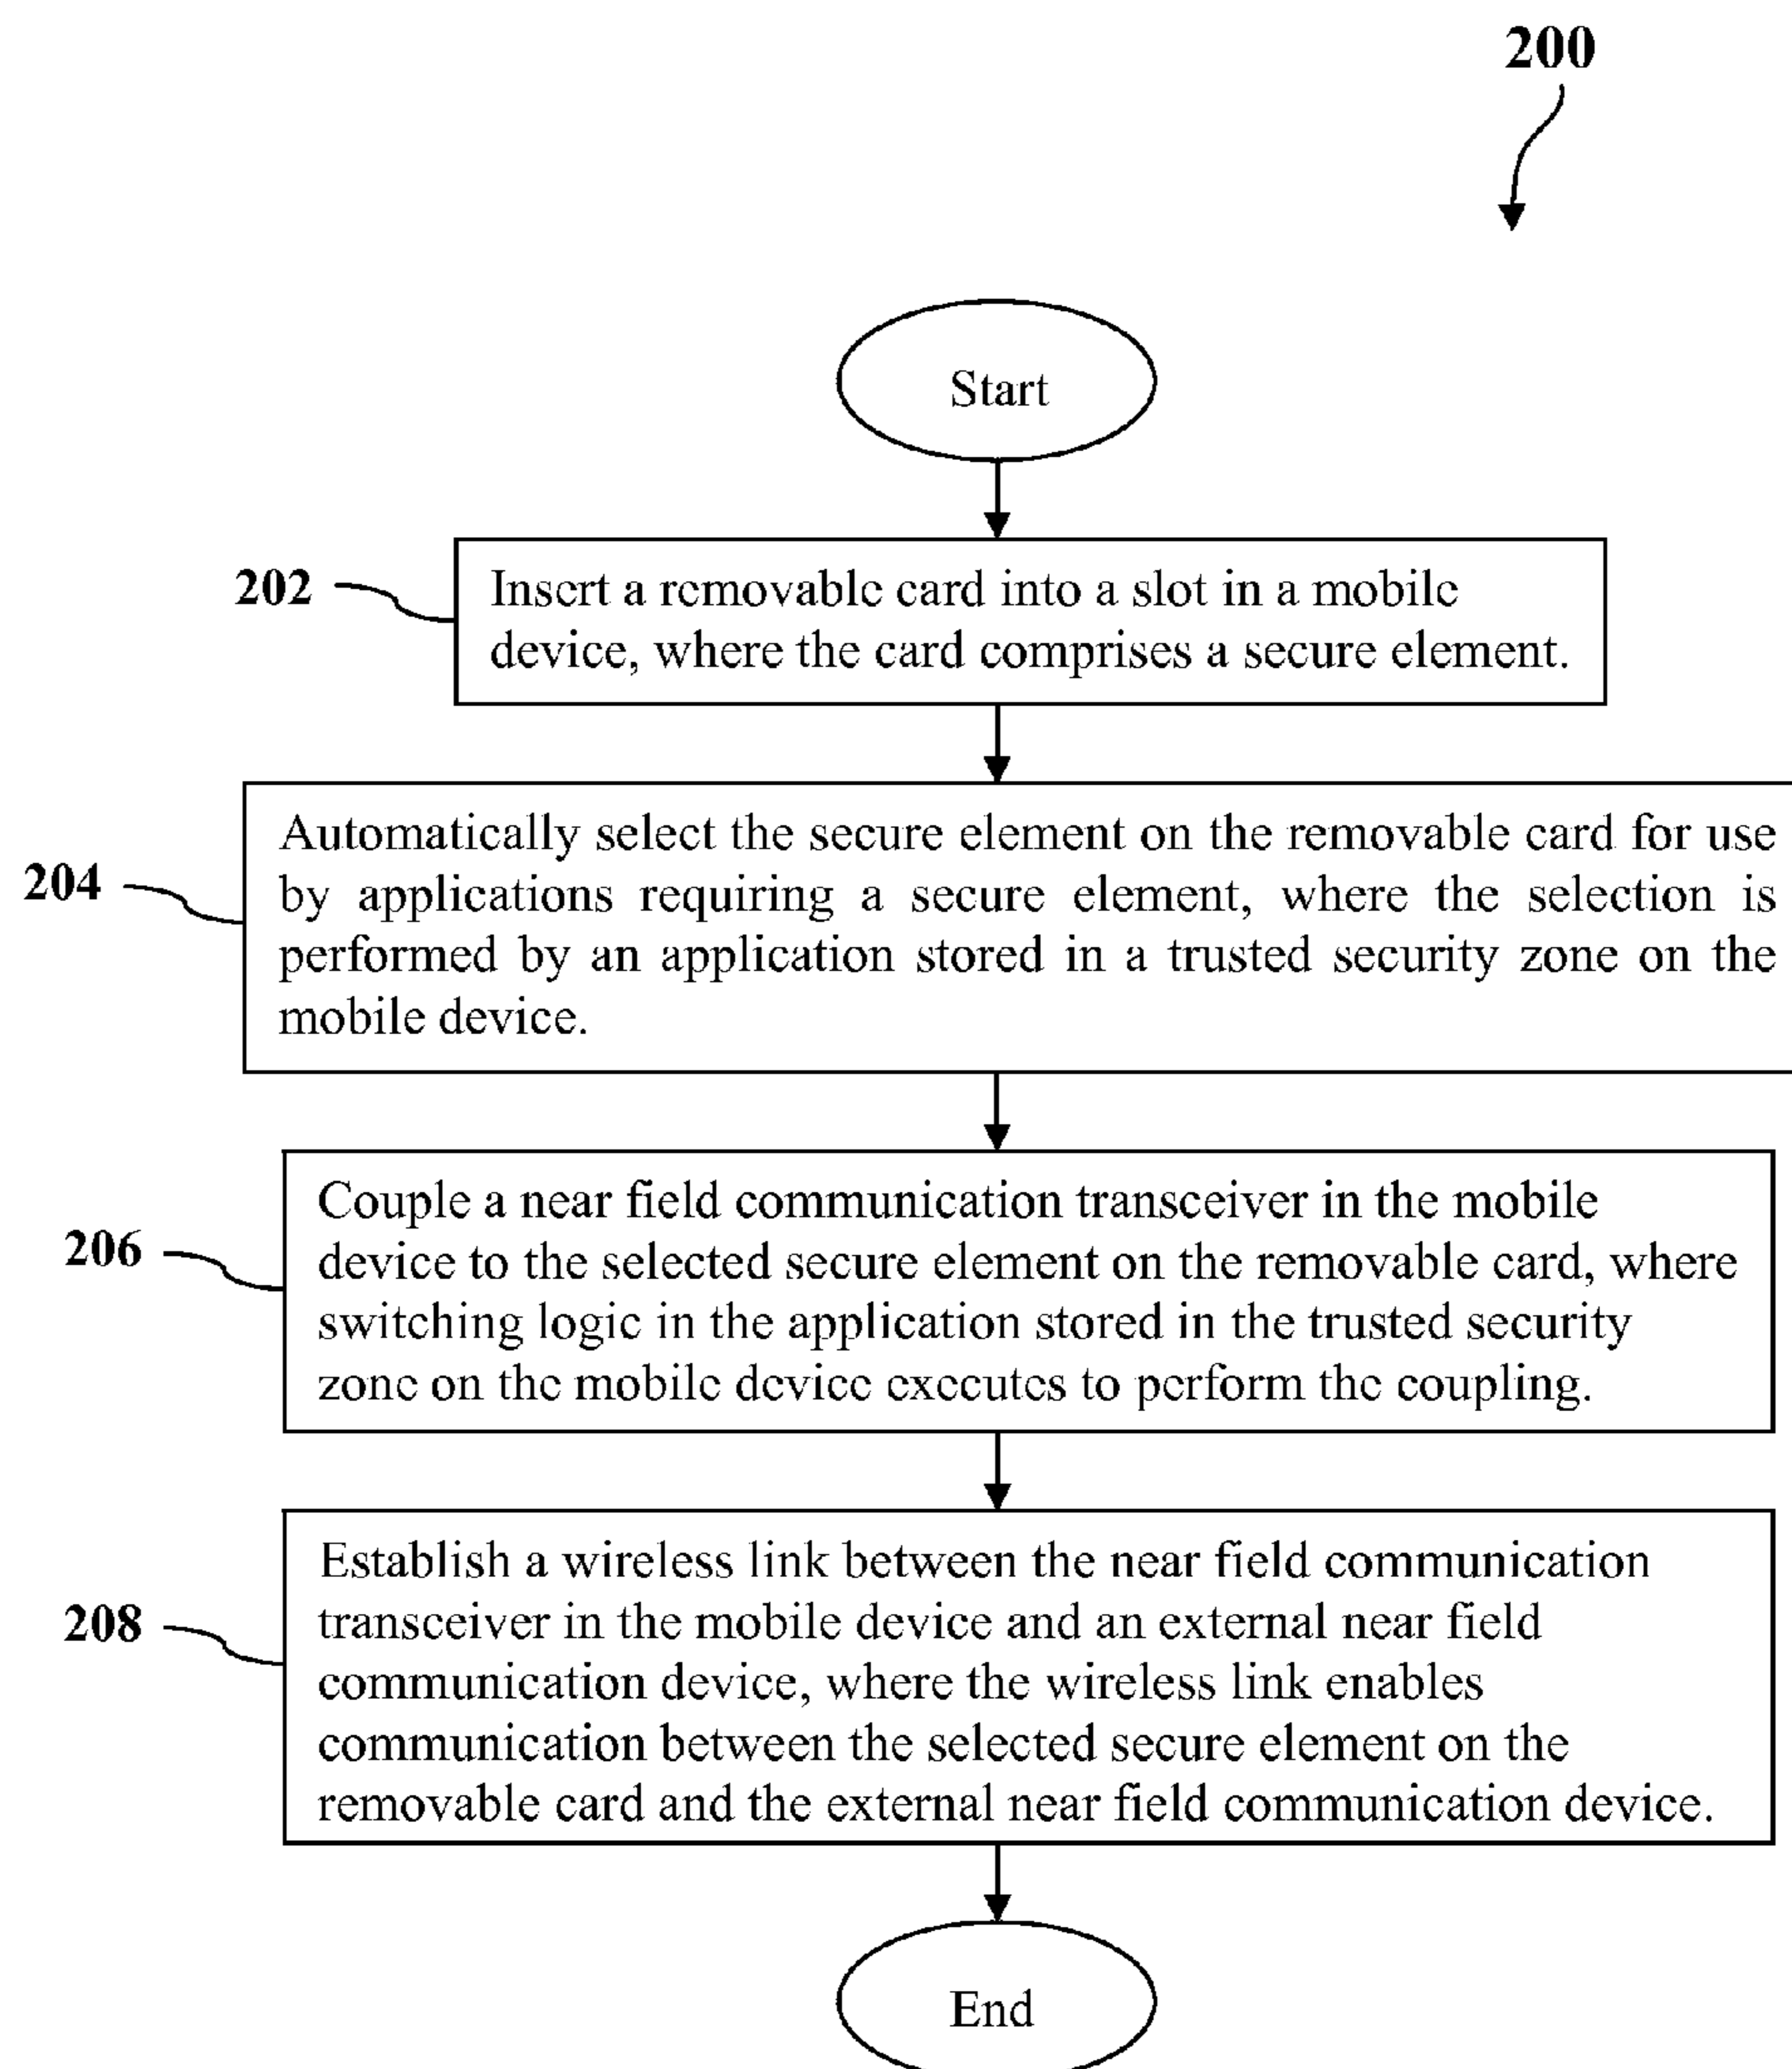 200
Start
202
Insert a removable card into a slot in a mobile
device, where the card comprises a secure element.
204
Automatically select the secure element on the removable card for use
by applications requiring a secure element, where the selection is
performed by an application stored in a trusted security zone on the
mobile device.
206
Couple a near field communication transceiver in the mobile
device to the selected secure element on the removable card, where
switching logic in the application stored in the trusted security
zone on the mobile device executes to perform the coupling.
208
Establish a wireless link between the near field communication
transceiver in the mobile device and an external near field
communication device, where the wireless link enables
communication between the selected secure element on the
removable card and the external near field communication device.
End